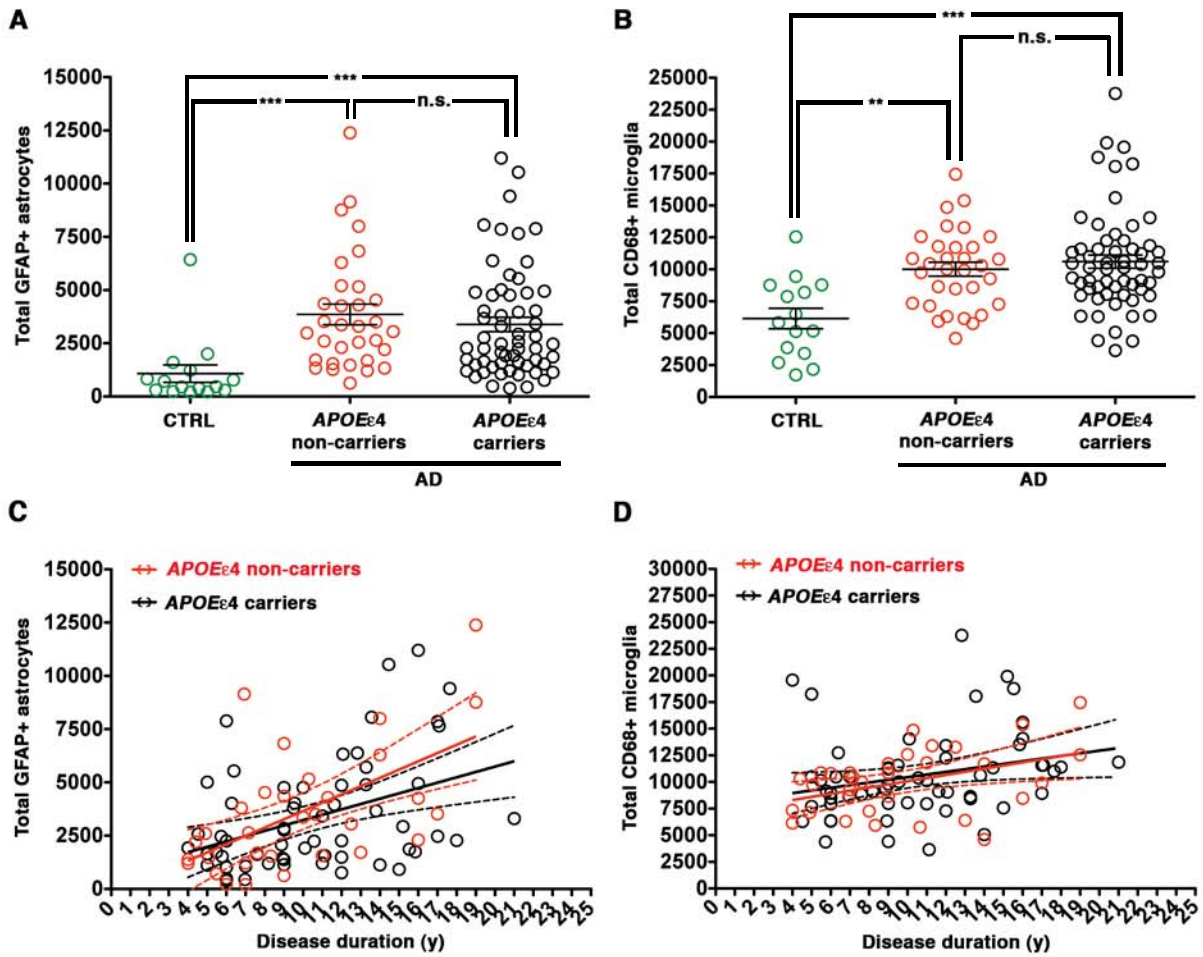 A
Total GFAP+ astrocytes
15000
12500
10000
7500
5000
2500
0
***
***
n.s.
CTRL
APOEε4
non-carriers
APOEε4
carriers
AD
B
Total CD68+ microglia
25000
22500
20000
17500
15000
12500
10000
7500
5000
2500
0
***
n.s.
**
CTRL
APOEε4
non-carriers
APOEε4
carriers
AD
C
Total GFAP+ astrocytes
15000
12500
10000
7500
5000
2500
0
APOEε4 non-carriers
APOEε4 carriers
0 1 2 3 4 5 6 7 8 9 10 11 12 13 14 15 16 17 18 19 20 21 22 23 24 25
Disease duration (y)
D
Total CD68+ microglia
30000
27500
25000
22500
20000
17500
15000
12500
10000
7500
5000
2500
0
APOEε4 non-carriers
APOEε4 carriers
0 1 2 3 4 5 6 7 8 9 10 11 12 13 14 15 16 17 18 19 20 21 22 23 24 25
Disease duration (y)